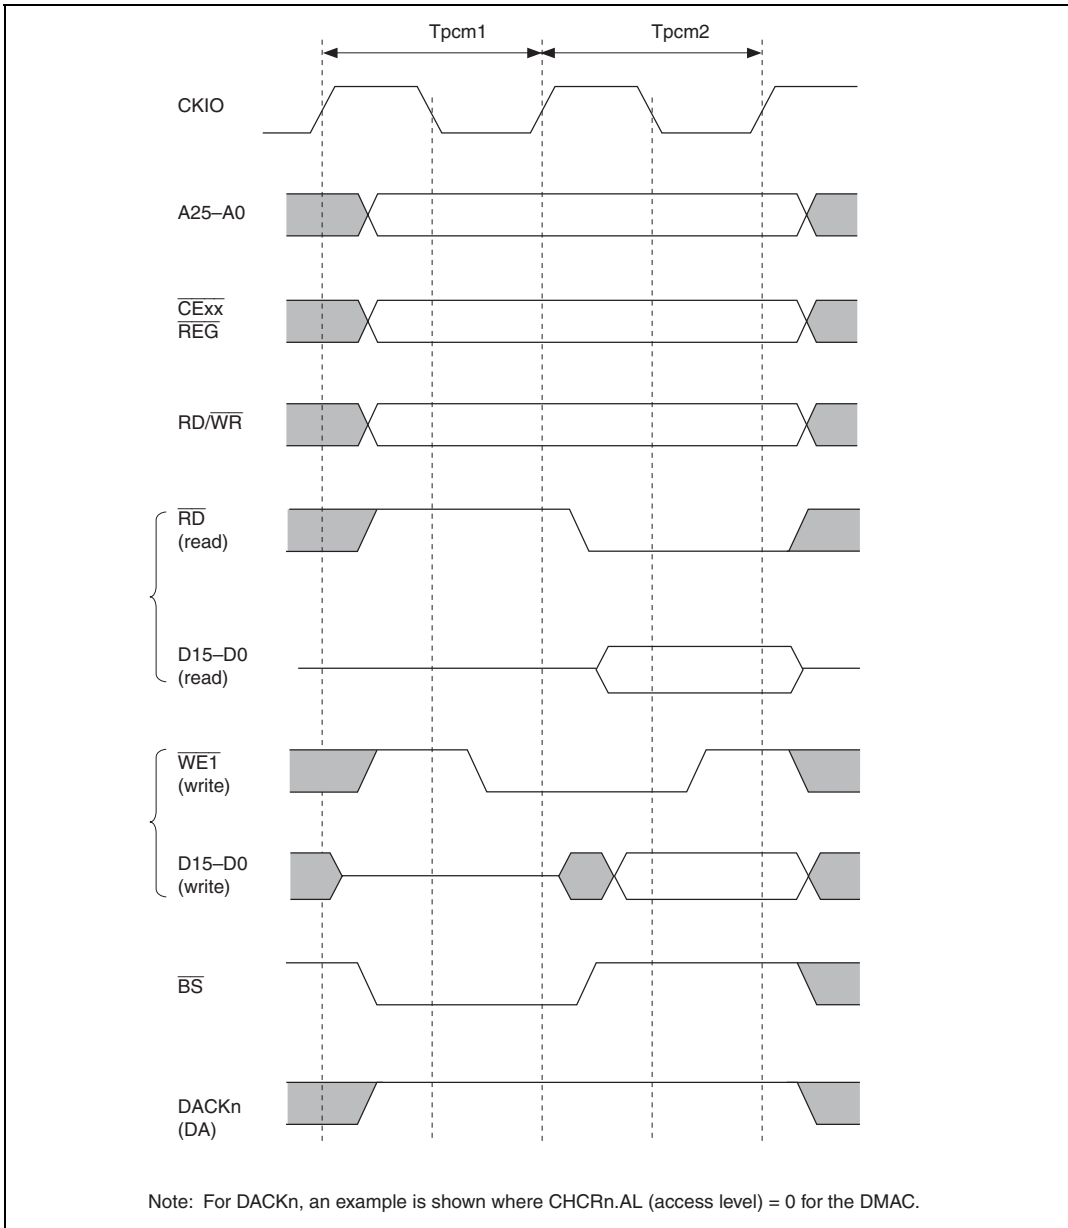 Tpcm1 Tpcm2
CKIO
A25–A0
CExx
REG
RD/WR
RD
(read)
D15–D0
(read)
WE1
(write)
D15–D0
(write)
BS
DACKn
(DA)
Note: For DACKn, an example is shown where CHCRn.AL (access level) = 0 for the DMAC.